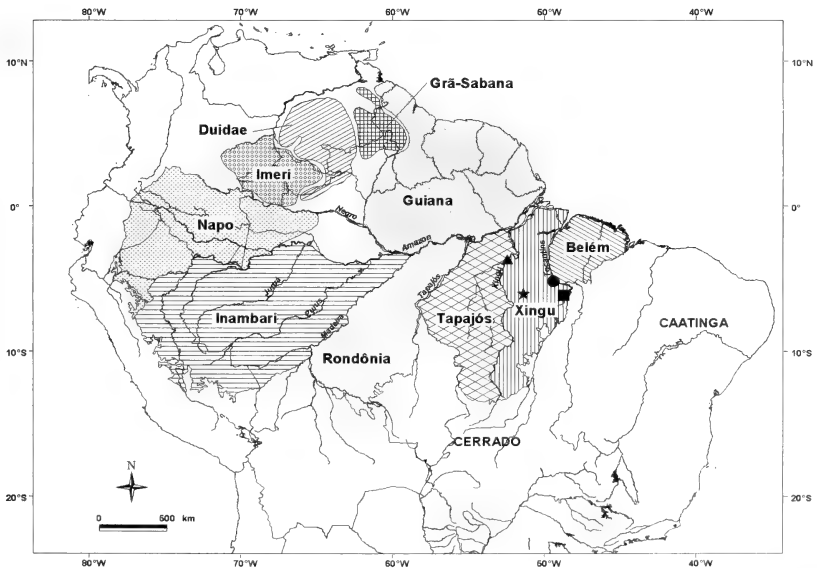 80°W 70°W 60°W 50°W 40°W
10°N 10°N
Grã-Sabana
Duidae
Imeri
Guiana
0° 0°
Negro
Napo
Amazon
Belém
Tocantins
Xingu
Tapajós
Juruá
Purus
Madeira
Inambari
Tapajós
Xingu
CAATINGA
10°S 10°S
Rondônia
CERRADO
N
0 500 km
20°S 20°S
80°W 70°W 60°W 50°W 40°W